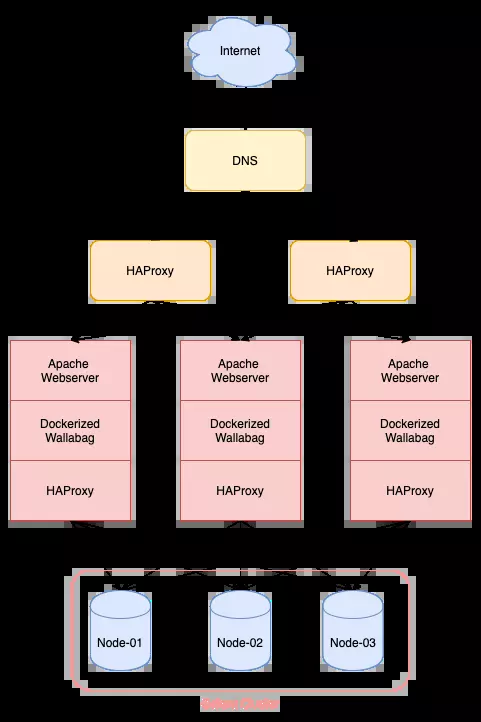 Internet
DNS
HAProxy
HAProxy
Apache
Webserver
Apache
Webserver
Apache
Webserver
Dockerized
Wallabag
Dockerized
Wallabag
Dockerized
Wallabag
HAProxy
HAProxy
HAProxy
Node-01
Node-02
Node-03